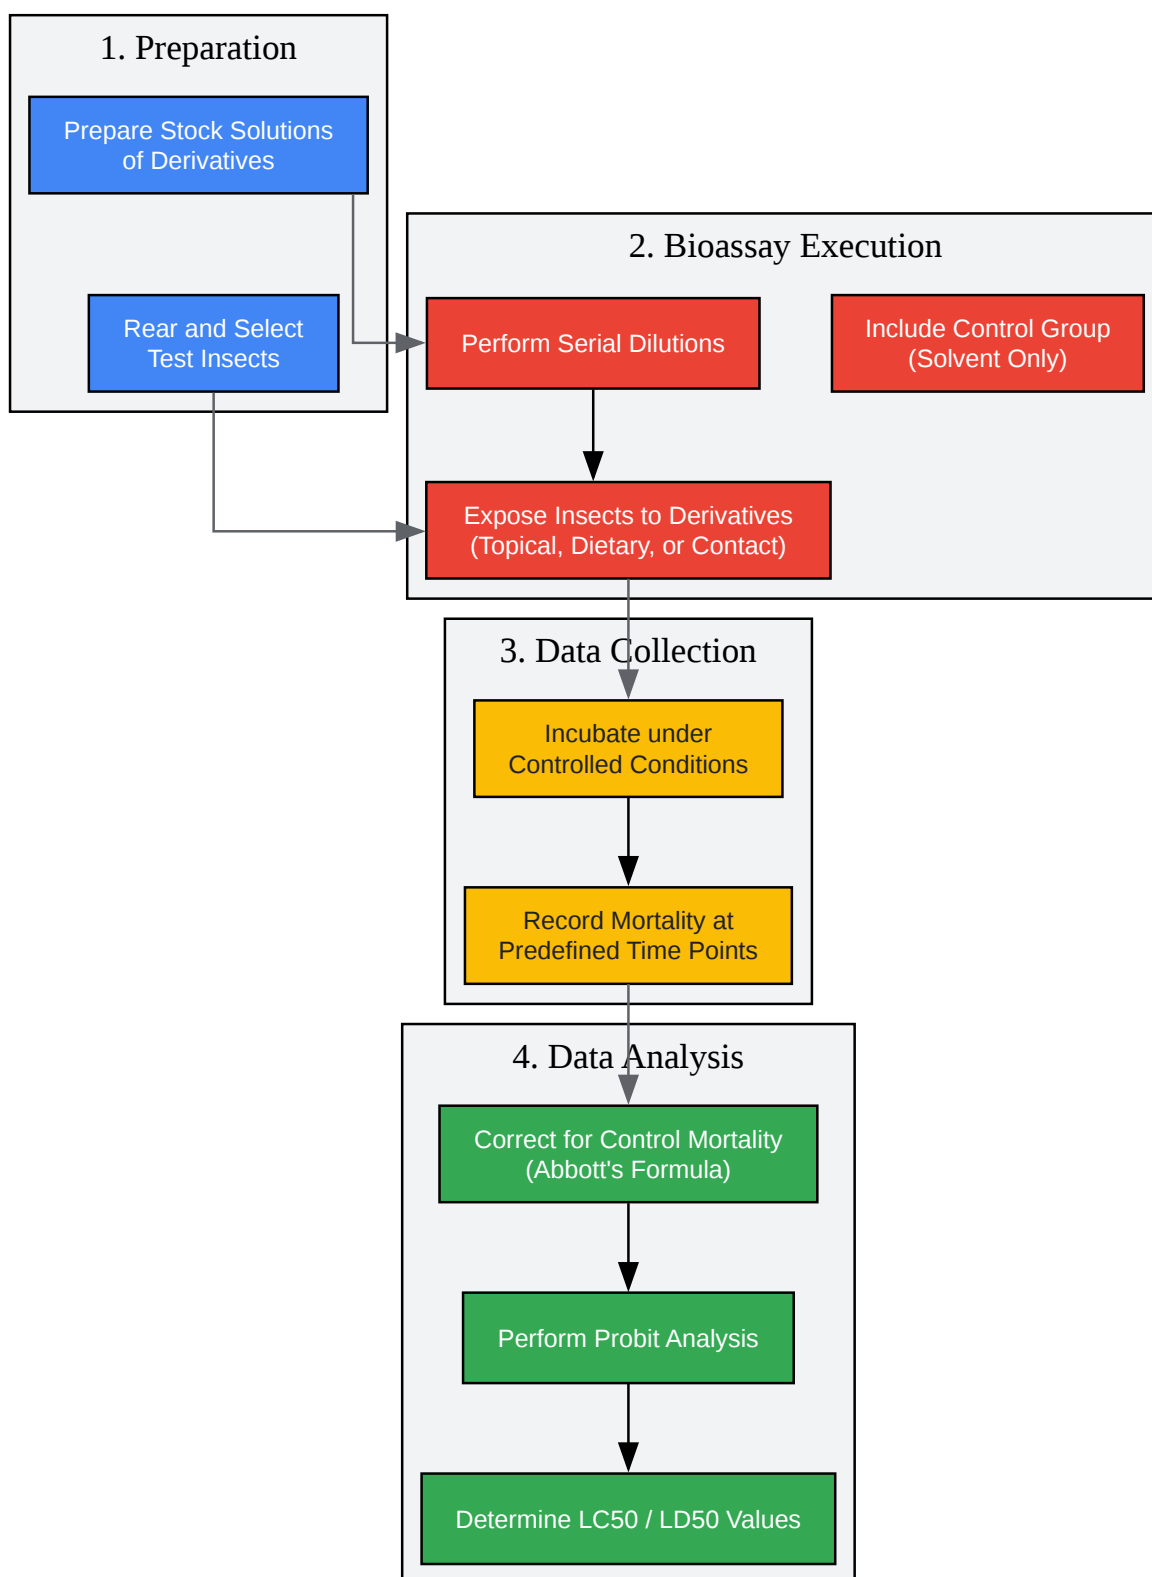 1. Preparation
Prepare Stock Solutions
of Derivatives
Rear and Select
Test Insects
2. Bioassay Execution
Perform Serial Dilutions
Include Control Group
(Solvent Only)
Expose Insects to Derivatives
(Topical, Dietary, or Contact)
3. Data Collection
Incubate under
Controlled Conditions
Record Mortality at
Predefined Time Points
4. Data Analysis
Correct for Control Mortality
(Abbott's Formula)
Perform Probit Analysis
Determine LC50 / LD50 Values